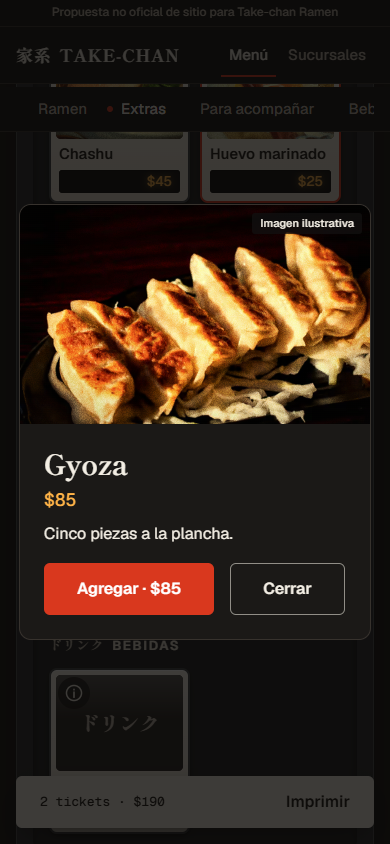 Propuesta no oficial de sitio para Take-chan Ramen
家系 TAKE-CHAN
Menú
Sucursales
Ramen
Extras
Para acompañar
Beb
Chashu
$45
Huevo marinado
$25
Imagen ilustrativa
Gyoza
$85
Cinco piezas a la plancha.
Agregar · $85
Cerrar
ドリンク BEBIDAS
ドリンク
2 tickets · $190
Imprimir